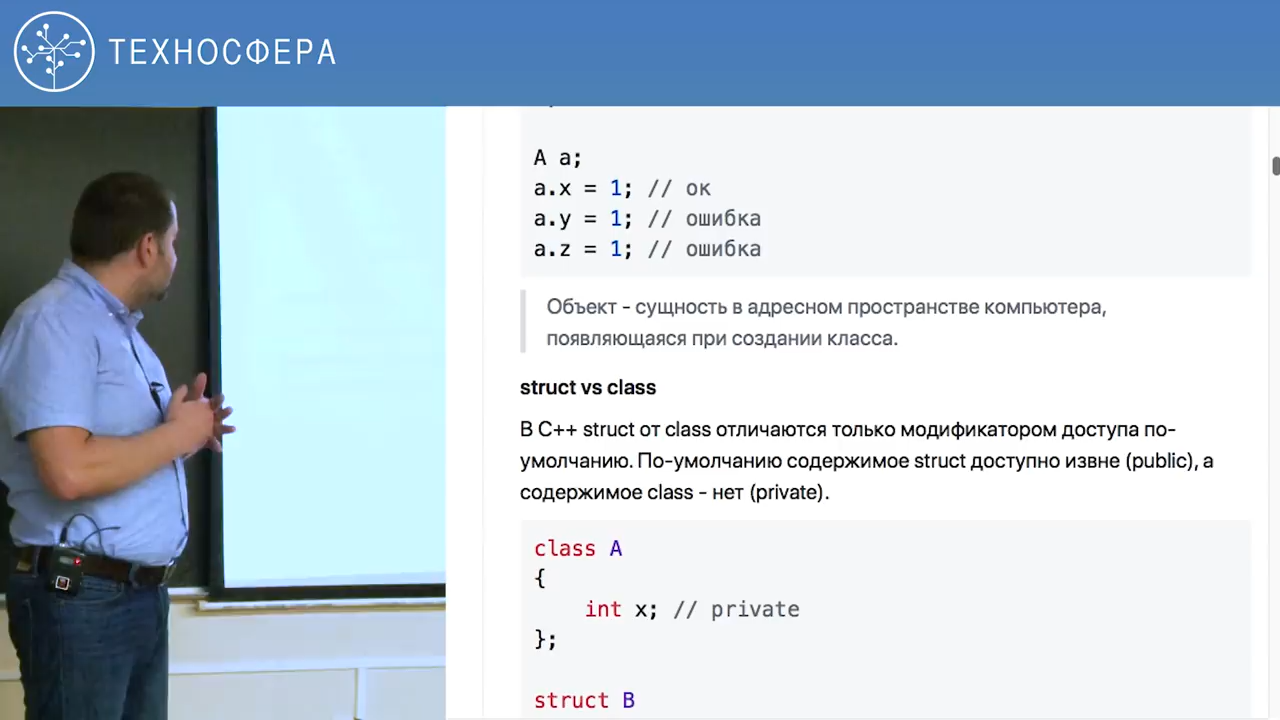 ТЕХНОСФЕРА
A a;
a.x = 1; // ок
a.y = 1; // ошибка
a.z = 1; // ошибка
Объект - сущность в адресном пространстве компьютера,
появляющаяся при создании класса.
struct vs class
В C++ struct от class отличаются только модификатором доступа по-
умолчанию. По-умолчанию содержимое struct доступно извне (public), а
содержимое class - нет (private).
class A
{
int x; // private
};
struct B